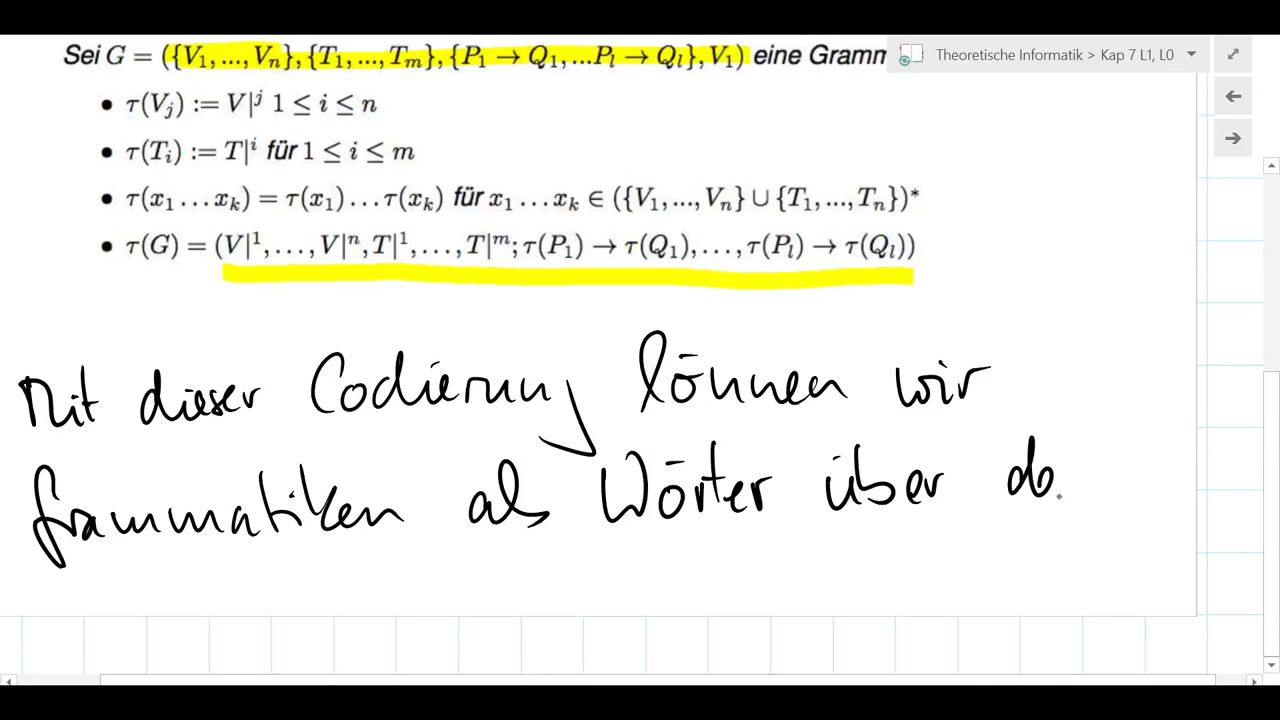 Sei G = ({V₁,...,Vₙ},{T₁,...,Tₘ},{P₁ → Q₁,...Pₗ → Qₗ},V₁) eine Gramm
Theoretische Informatik > Kap 7 L1, L0
• τ(Vⱼ) := V|ʲ 1 ≤ i ≤ n
• τ(Tᵢ) := T|ⁱ für 1 ≤ i ≤ m
• τ(x₁...xₖ) = τ(x₁)...τ(xₖ) für x₁...xₖ ∈ ({V₁,...,Vₙ} ∪ {T₁,...,Tₙ})*
• τ(G) = (V|¹,...,V|ⁿ,T|¹,...,T|ᵐ;τ(P₁) → τ(Q₁),...,τ(Pₗ) → τ(Qₗ))
Mit dieser Codierung können wir
Grammatiken als Wörter über